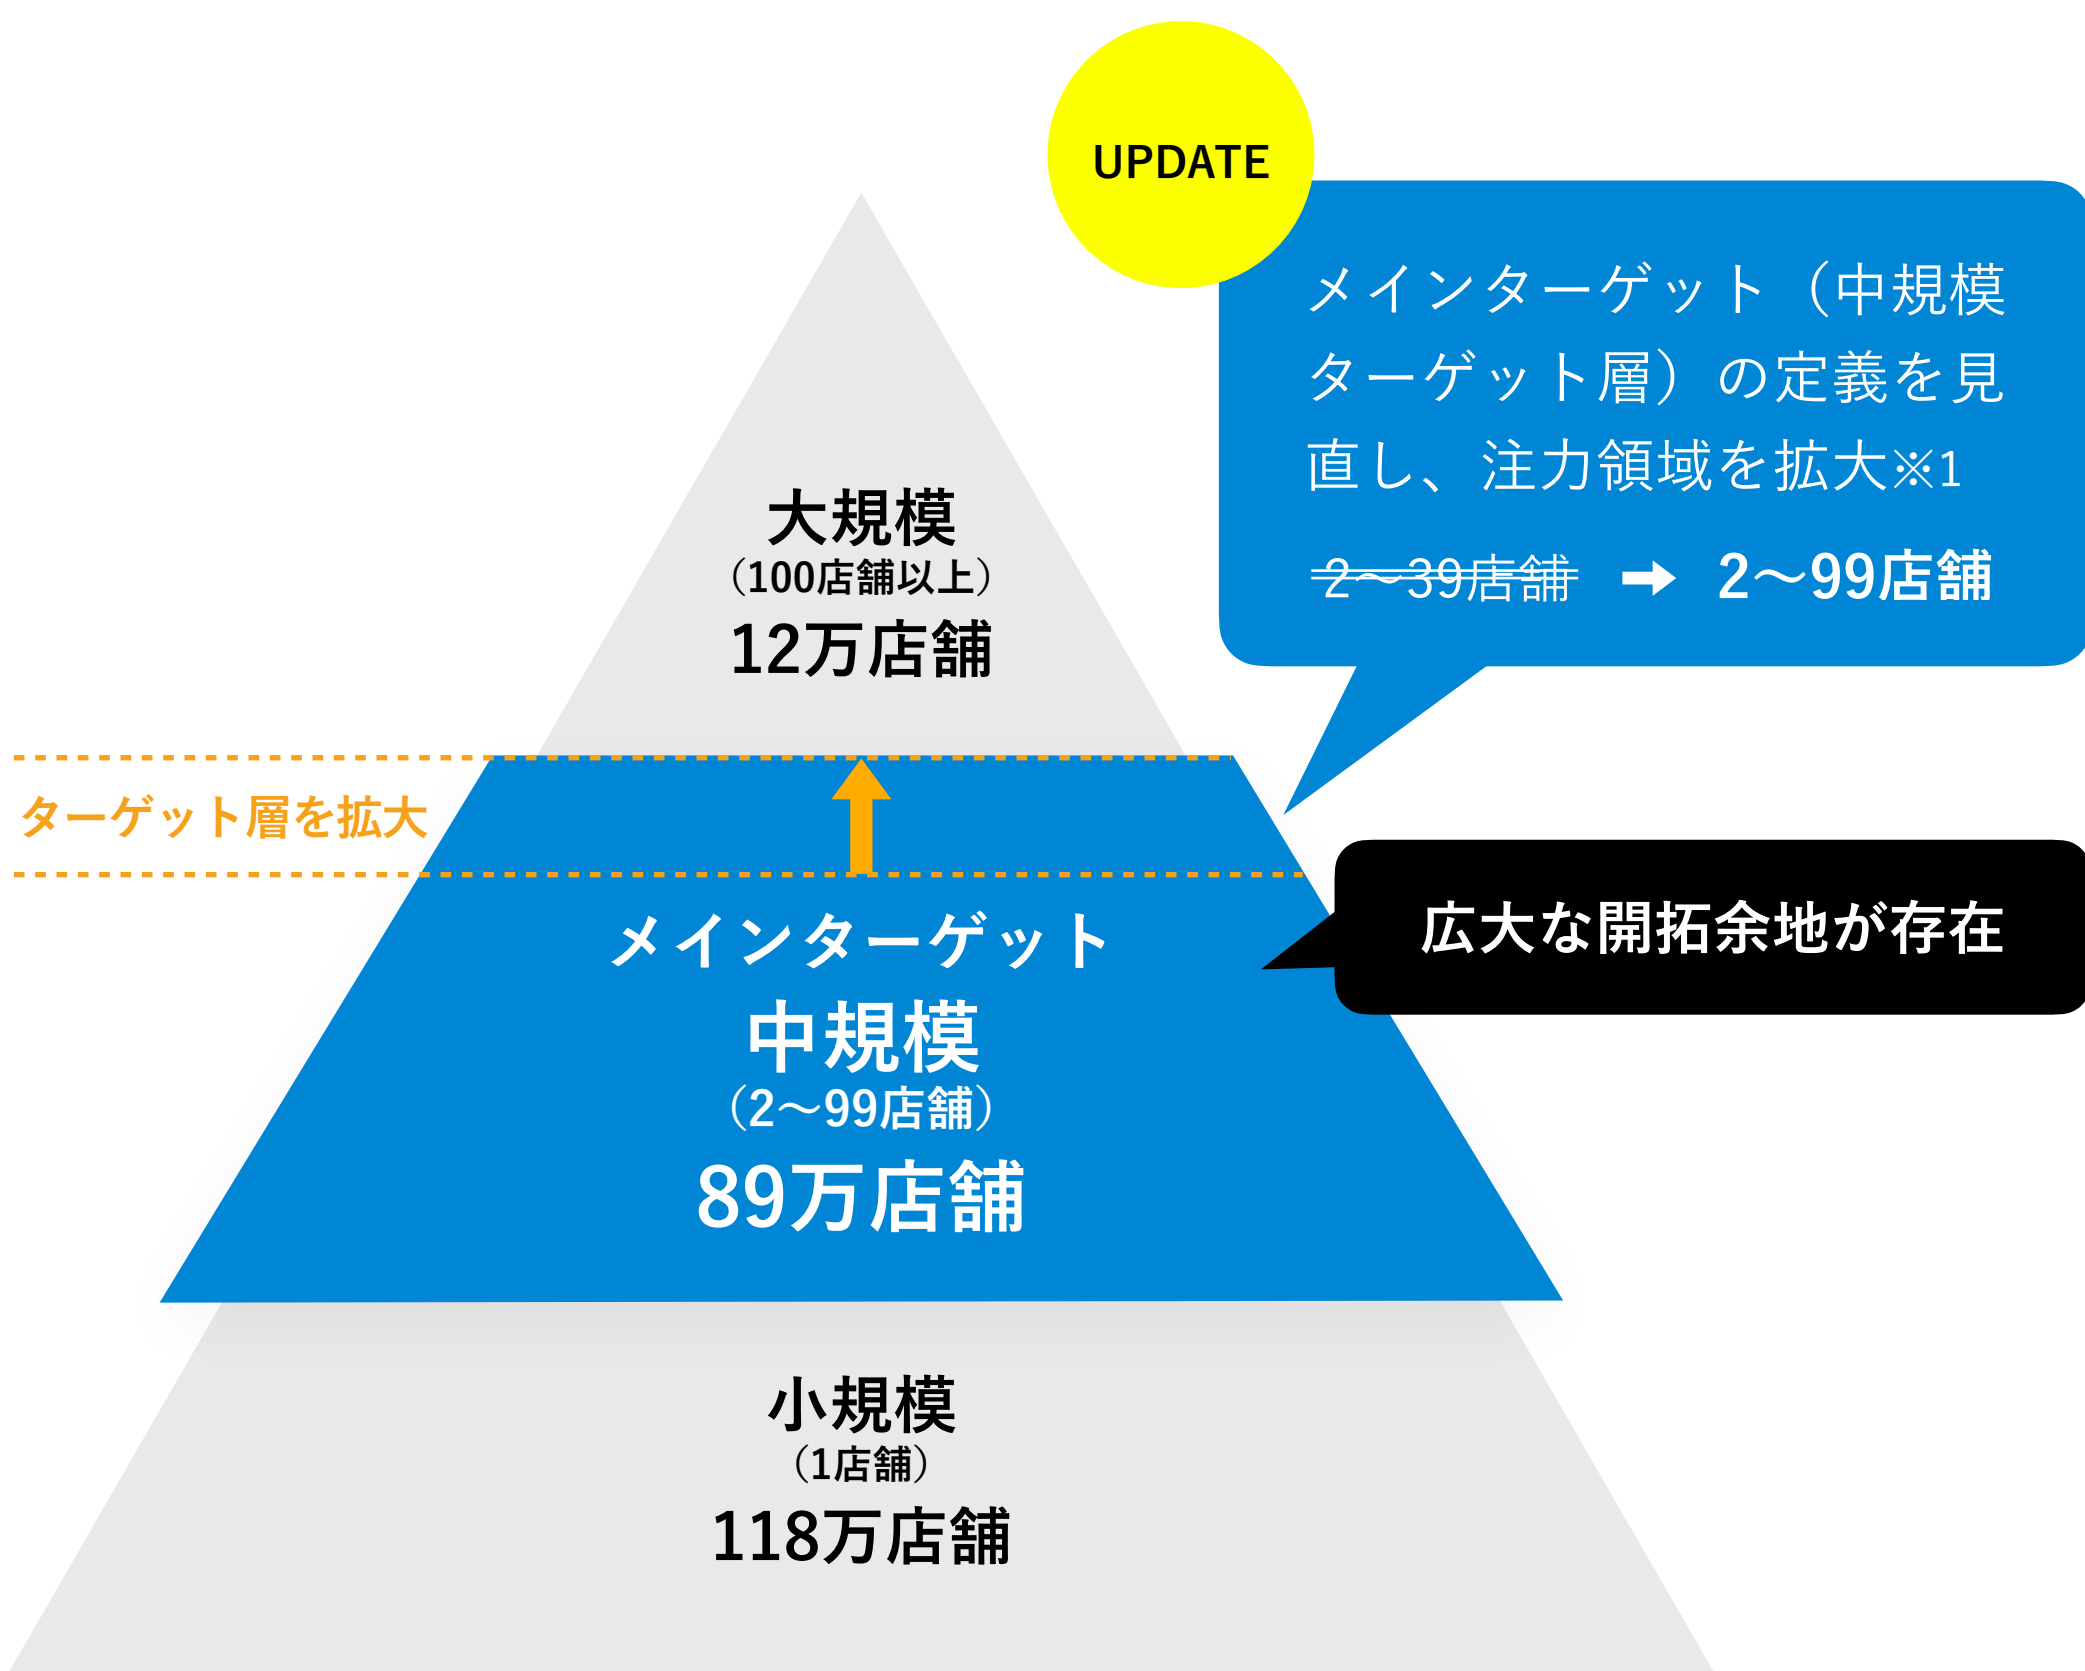 UPDATE
メインターゲット（中規模
ターゲット層）の定義を見
直し、注力領域を拡大※1
2〜39店舗 ➡ 2〜99店舗
大規模
（100店舗以上）
12万店舗
ターゲット層を拡大
メインターゲット
中規模
（2〜99店舗）
89万店舗
広大な開拓余地が存在
小規模
（1店舗）
118万店舗